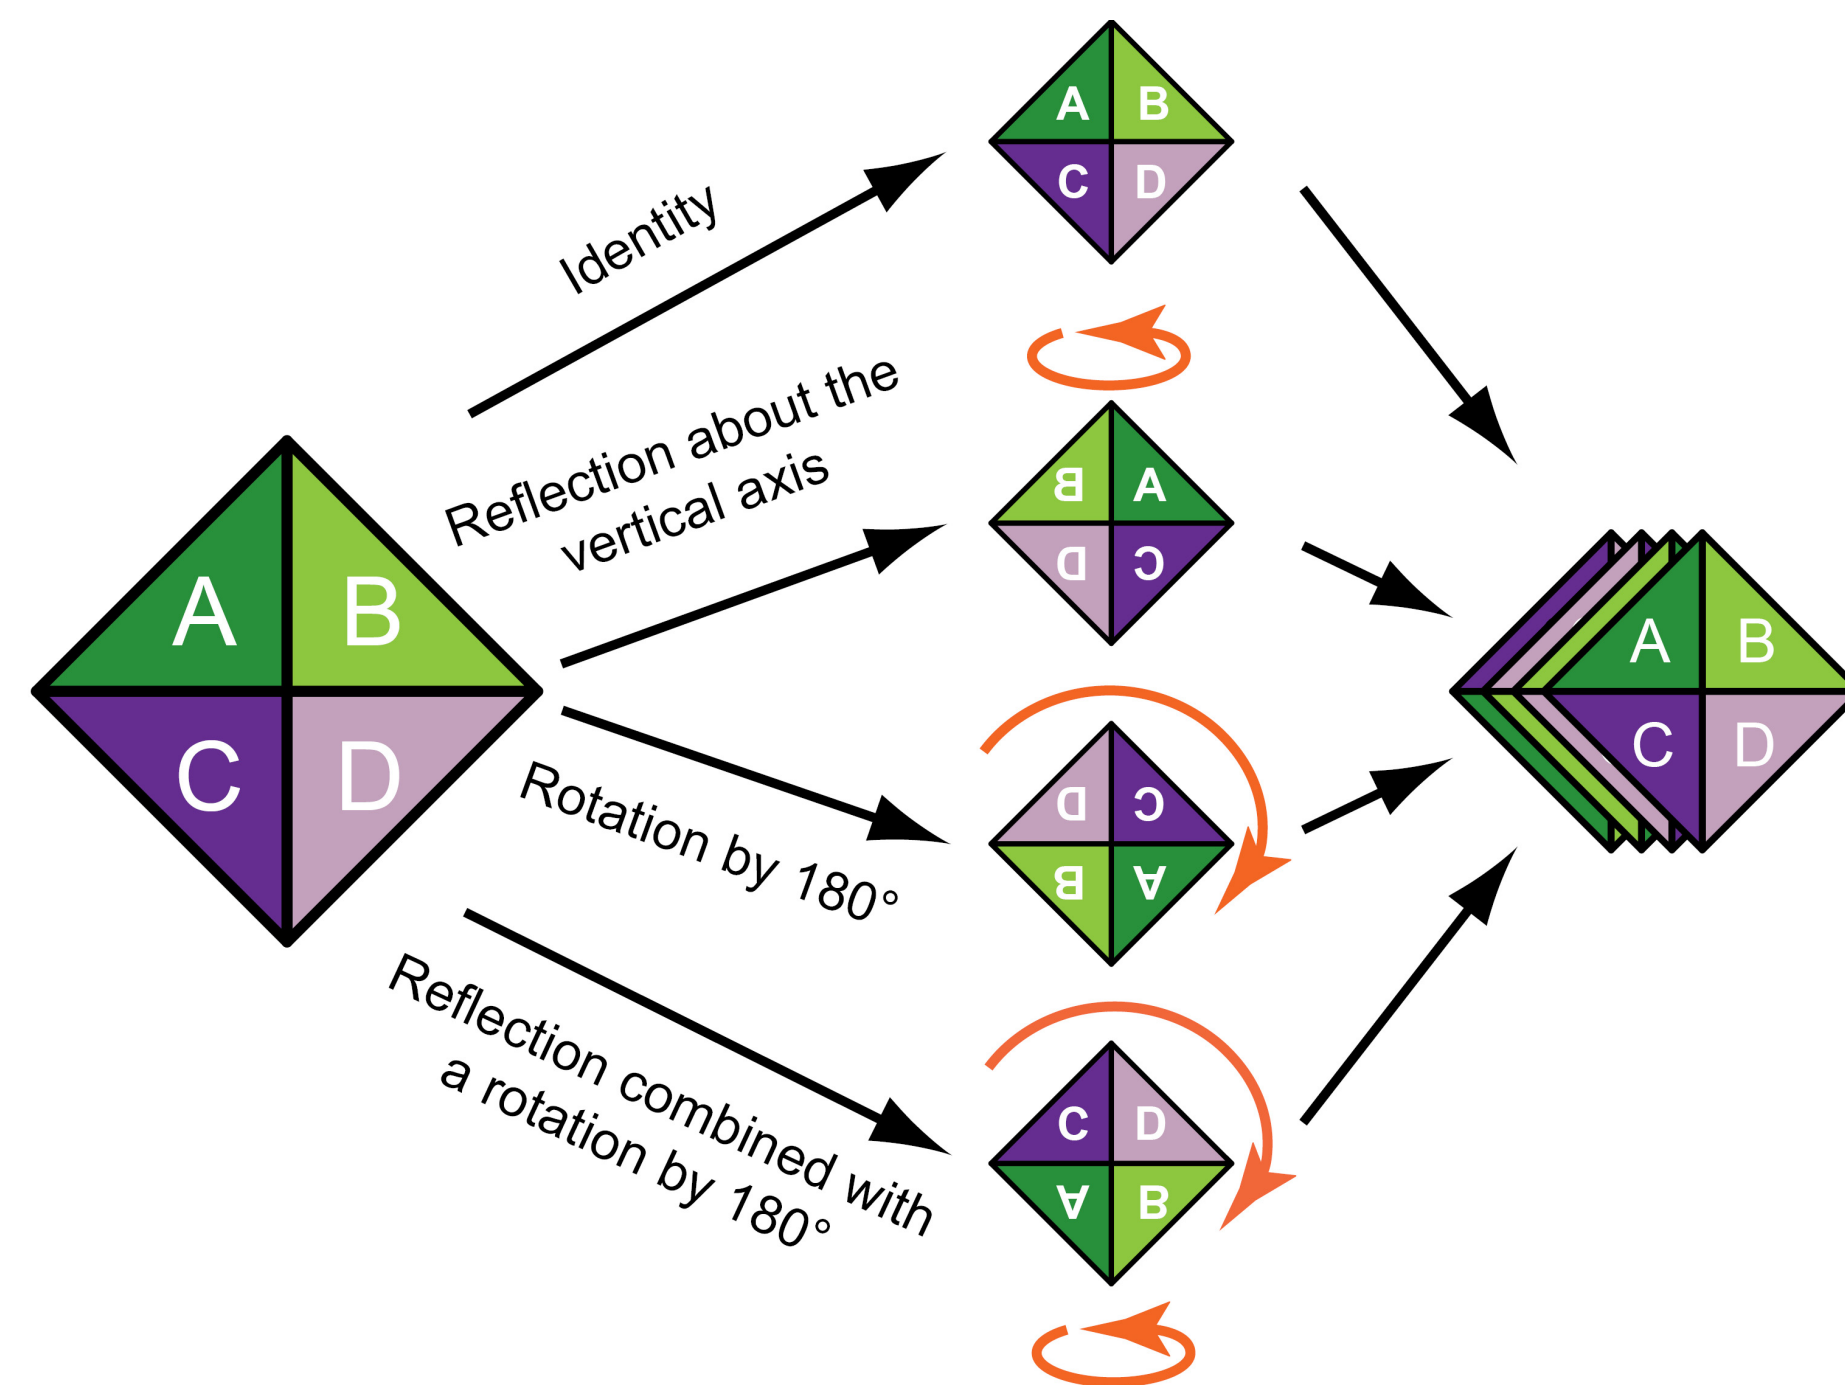 A B
C D
Identity
A B
C D
Reflection about the
vertical axis
B A
D C
Rotation by 180°
D C
B A
Reflection combined with
a rotation by 180°
C D
A B
A B
C D